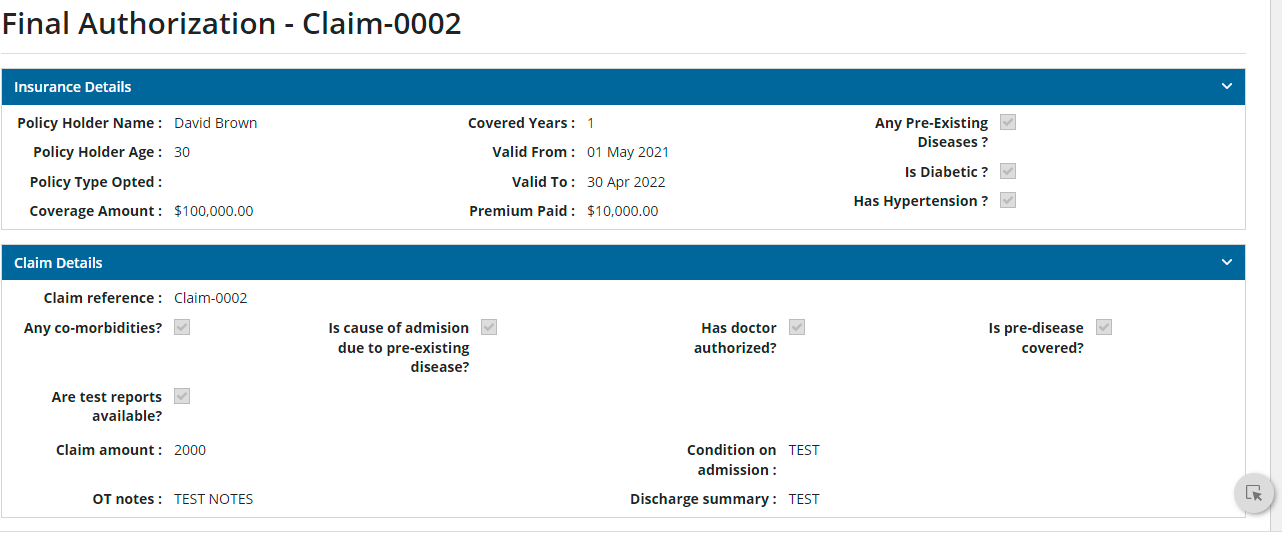 Final Authorization - Claim-0002
Insurance Details
Policy Holder Name : David Brown
Covered Years : 1
Any Pre-Existing
Diseases ?
Policy Holder Age : 30
Valid From : 01 May 2021
Is Diabetic ?
Policy Type Opted :
Valid To : 30 Apr 2022
Has Hypertension ?
Coverage Amount : $100,000.00
Premium Paid : $10,000.00
Claim Details
Claim reference : Claim-0002
Any co-morbidities?
Is cause of admision
due to pre-existing
disease?
Has doctor
authorized?
Is pre-disease
covered?
Are test reports
available?
Claim amount : 2000
Condition on
admission :
TEST
OT notes : TEST NOTES
Discharge summary : TEST